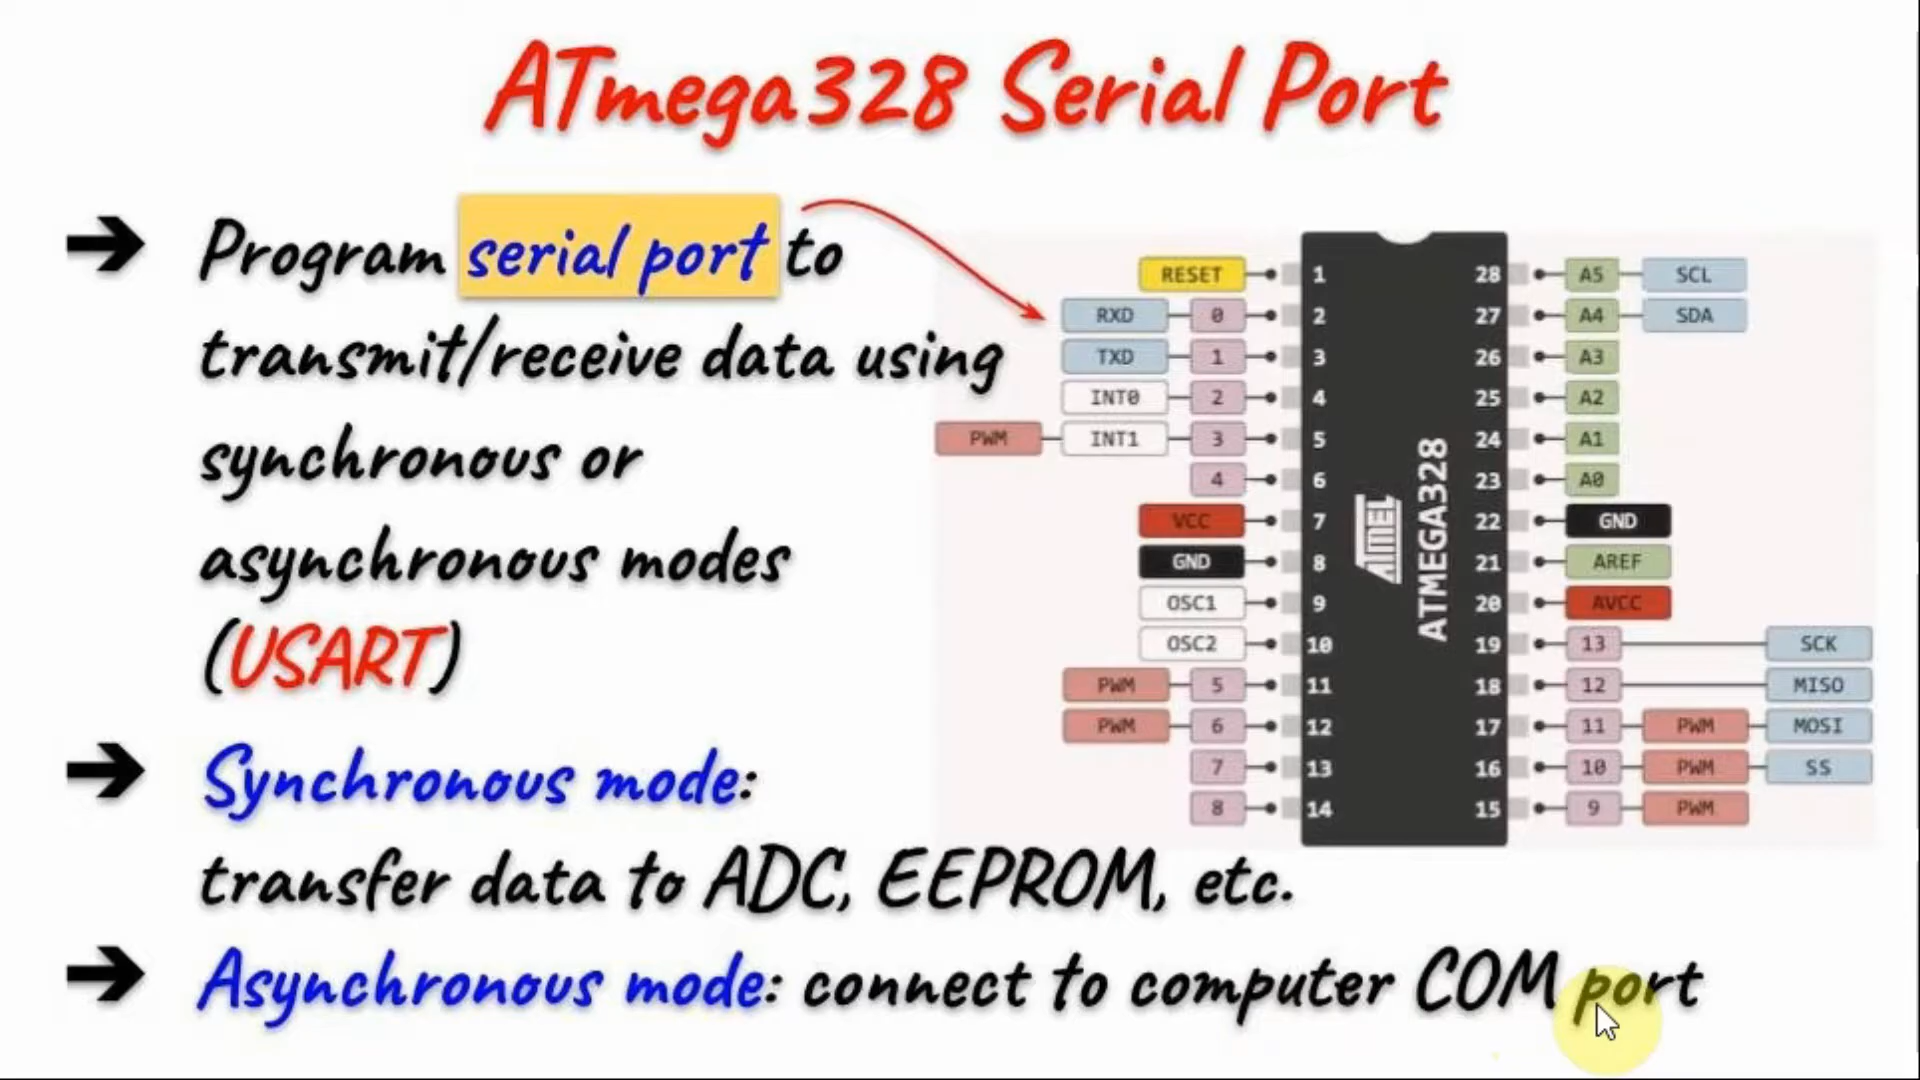 ATmega328 Serial Port
➔ Program serial port to
transmit/receive data using
synchronous or
asynchronous modes
(USART)
➔ Synchronous mode:
transfer data to ADC, EEPROM, etc.
➔ Asynchronous mode: connect to computer COM port
RESET 1 28 A5 SCL
RXD 0 2 27 A4 SDA
TXD 1 3 26 A3
INT0 2 4 25 A2
PWM INT1 3 5 24 A1
4 6 23 A0
VCC 7 22 GND
GND 8 21 AREF
OSC1 9 20 AVCC
OSC2 10 19 13 SCK
PWM 5 11 18 12 MISO
PWM 6 12 17 11 PWM MOSI
7 13 16 10 PWM SS
8 14 15 9 PWM
ATMEL
ATMEGA328